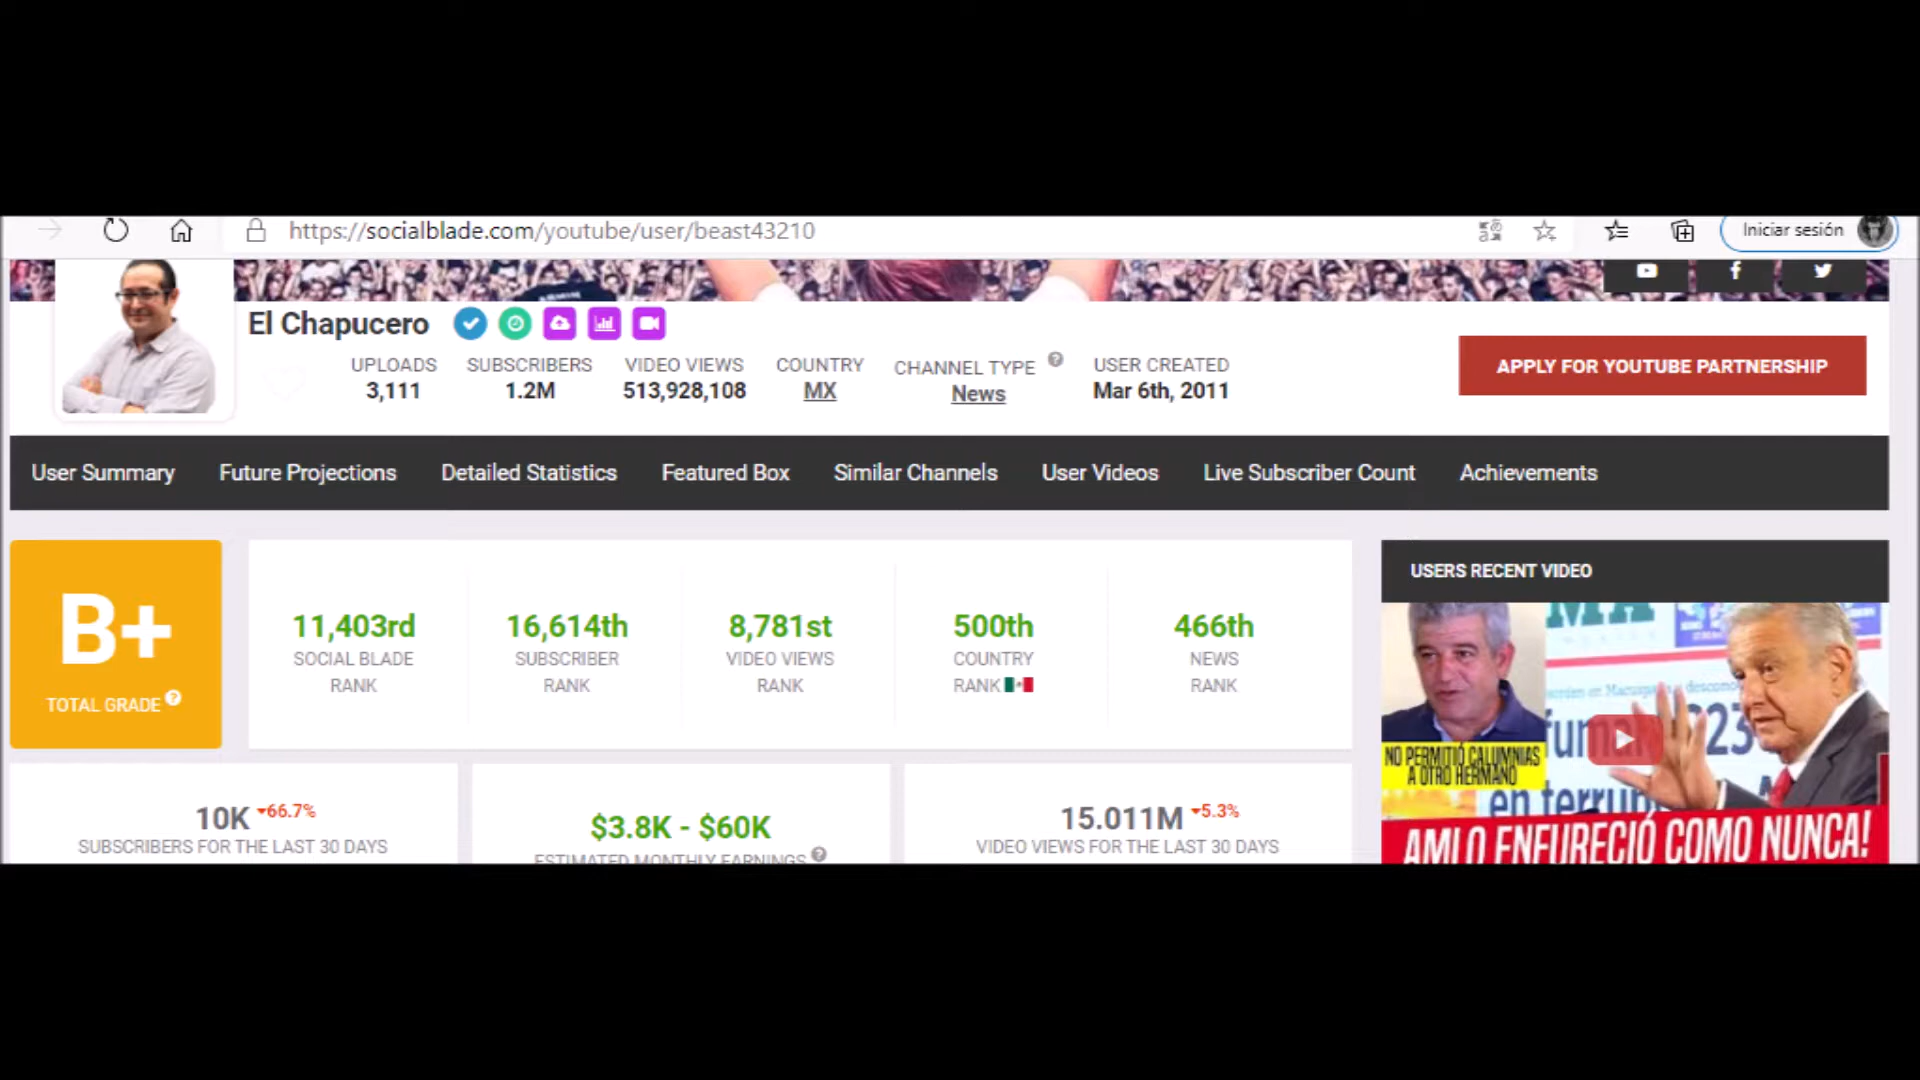 https://socialblade.com/youtube/user/beast43210
Iniciar sesión
El Chapucero
UPLOADS
3,111
SUBSCRIBERS
1.2M
VIDEO VIEWS
513,928,108
COUNTRY
MX
CHANNEL TYPE
News
USER CREATED
Mar 6th, 2011
APPLY FOR YOUTUBE PARTNERSHIP
User Summary
Future Projections
Detailed Statistics
Featured Box
Similar Channels
User Videos
Live Subscriber Count
Achievements
B+
TOTAL GRADE
11,403rd
SOCIAL BLADE
RANK
16,614th
SUBSCRIBER
RANK
8,781st
VIDEO VIEWS
RANK
500th
COUNTRY
RANK
466th
NEWS
RANK
10K 66.7%
SUBSCRIBERS FOR THE LAST 30 DAYS
$3.8K - $60K
ESTIMATED MONTHLY EARNINGS
15.011M 5.3%
VIDEO VIEWS FOR THE LAST 30 DAYS
USERS RECENT VIDEO
NO PERMITIÓ CALUMNIAS
A OTRO HERMANO
AMLO ENFURECIÓ COMO NUNCA!